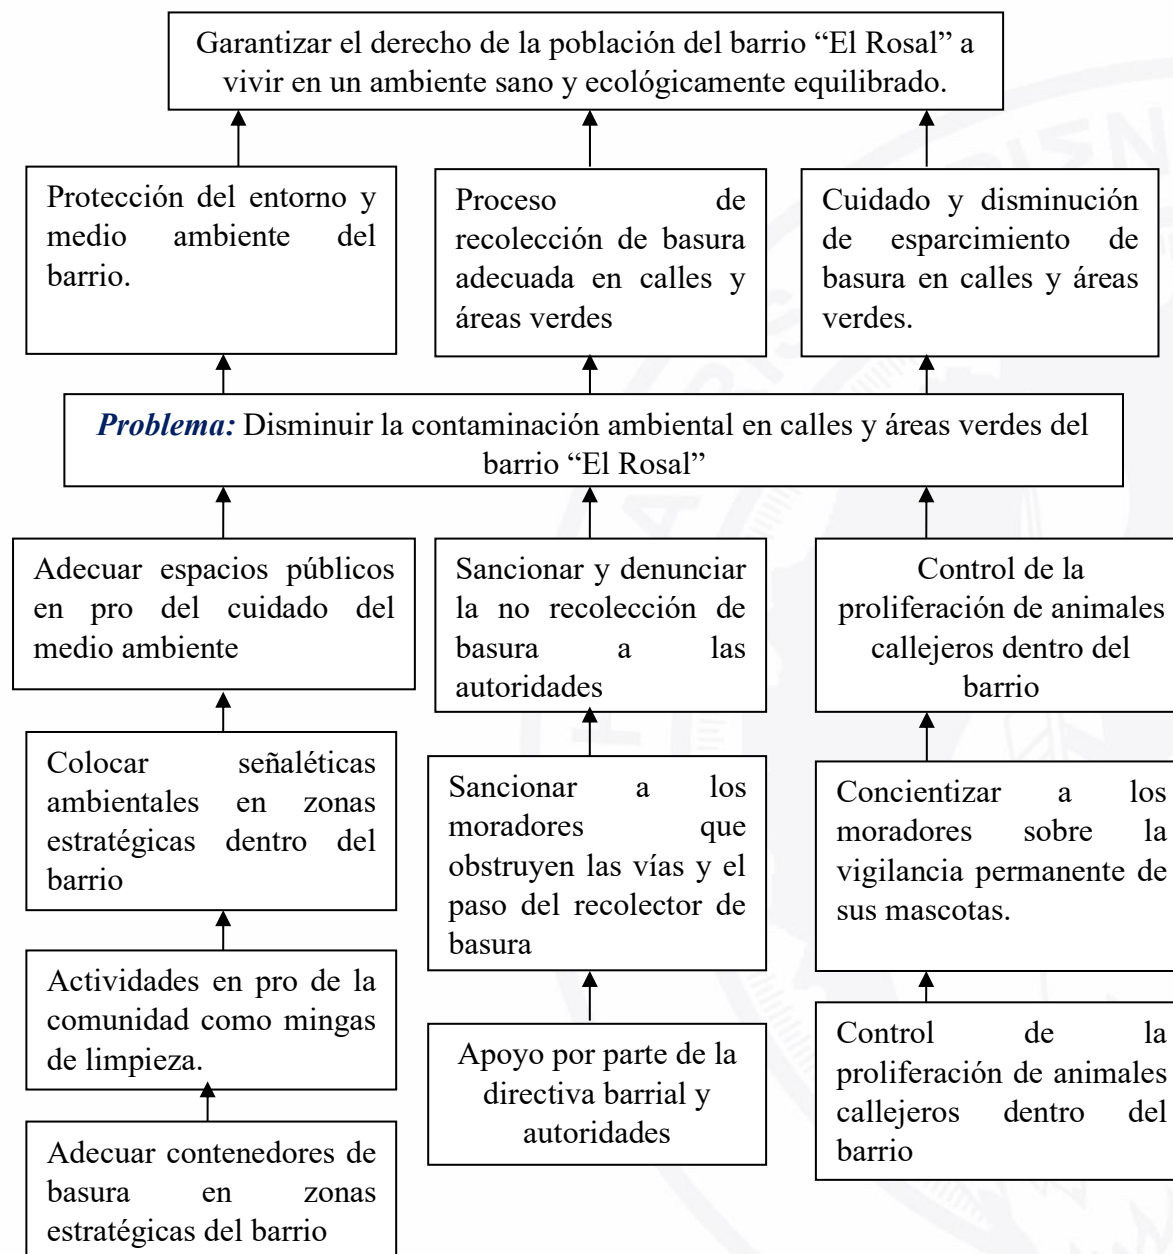 Garantizar el derecho de la población del barrio “El Rosal” a
vivir en un ambiente sano y ecológicamente equilibrado.
Protección del entorno y
medio ambiente del
barrio.
Proceso de
recolección de basura
adecuada en calles y
áreas verdes
Cuidado y disminución
de esparcimiento de
basura en calles y áreas
verdes.
Problema: Disminuir la contaminación ambiental en calles y áreas verdes del
barrio “El Rosal”
Adecuar espacios públicos
en pro del cuidado del
medio ambiente
Sancionar y denunciar
la no recolección de
basura a las
autoridades
Control de la
proliferación de animales
callejeros dentro del
barrio
Colocar señaléticas
ambientales en zonas
estratégicas dentro del
barrio
Sancionar a los
moradores que
obstruyen las vías y el
paso del recolector de
basura
Concientizar a los
moradores sobre la
vigilancia permanente de
sus mascotas.
Actividades en pro de la
comunidad como mingas
de limpieza.
Apoyo por parte de la
directiva barrial y
autoridades
Control de la
proliferación de animales
callejeros dentro del
barrio
Adecuar contenedores de
basura en zonas
estratégicas del barrio